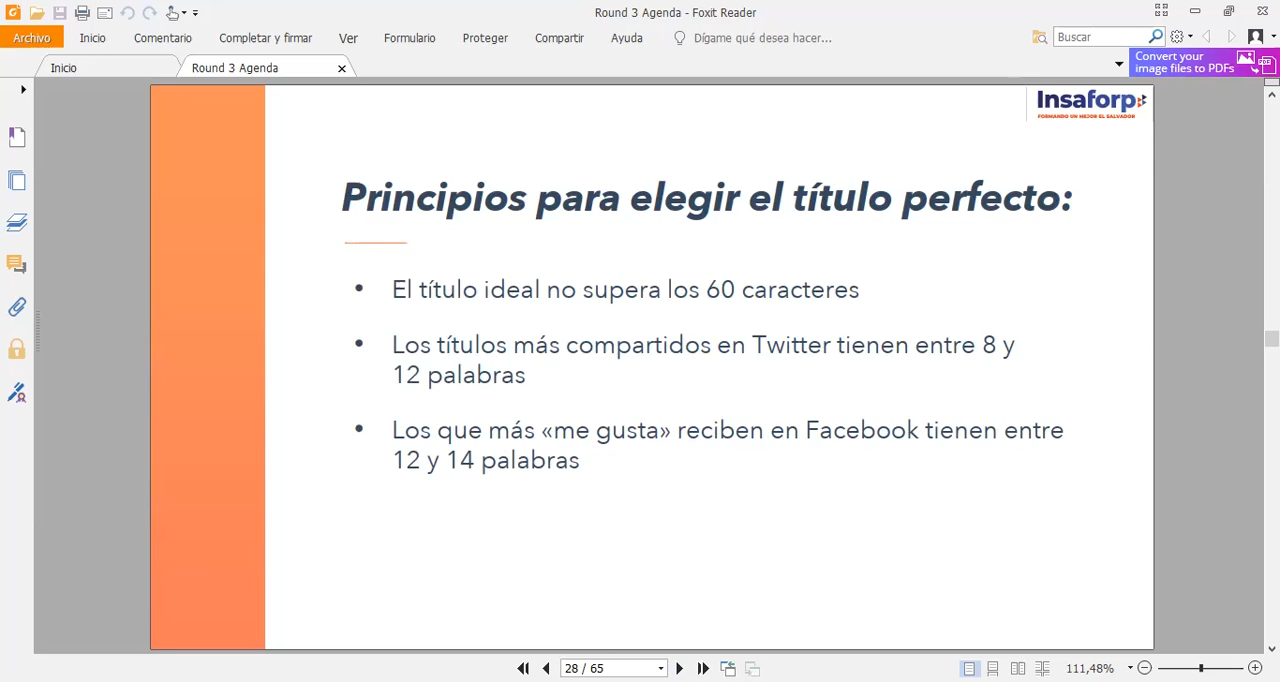 Round 3 Agenda - Foxit Reader
Archivo Inicio Comentario Completar y firmar Ver Formulario Proteger Compartir Ayuda Dígame qué desea hacer... Buscar
Convert your
image files to PDFs
Inicio Round 3 Agenda
Insaforp
FORMANDO UN MEJOR EL SALVADOR
Principios para elegir el título perfecto:
• El título ideal no supera los 60 caracteres
• Los títulos más compartidos en Twitter tienen entre 8 y
12 palabras
• Los que más «me gusta» reciben en Facebook tienen entre
12 y 14 palabras
28 / 65 111,48%